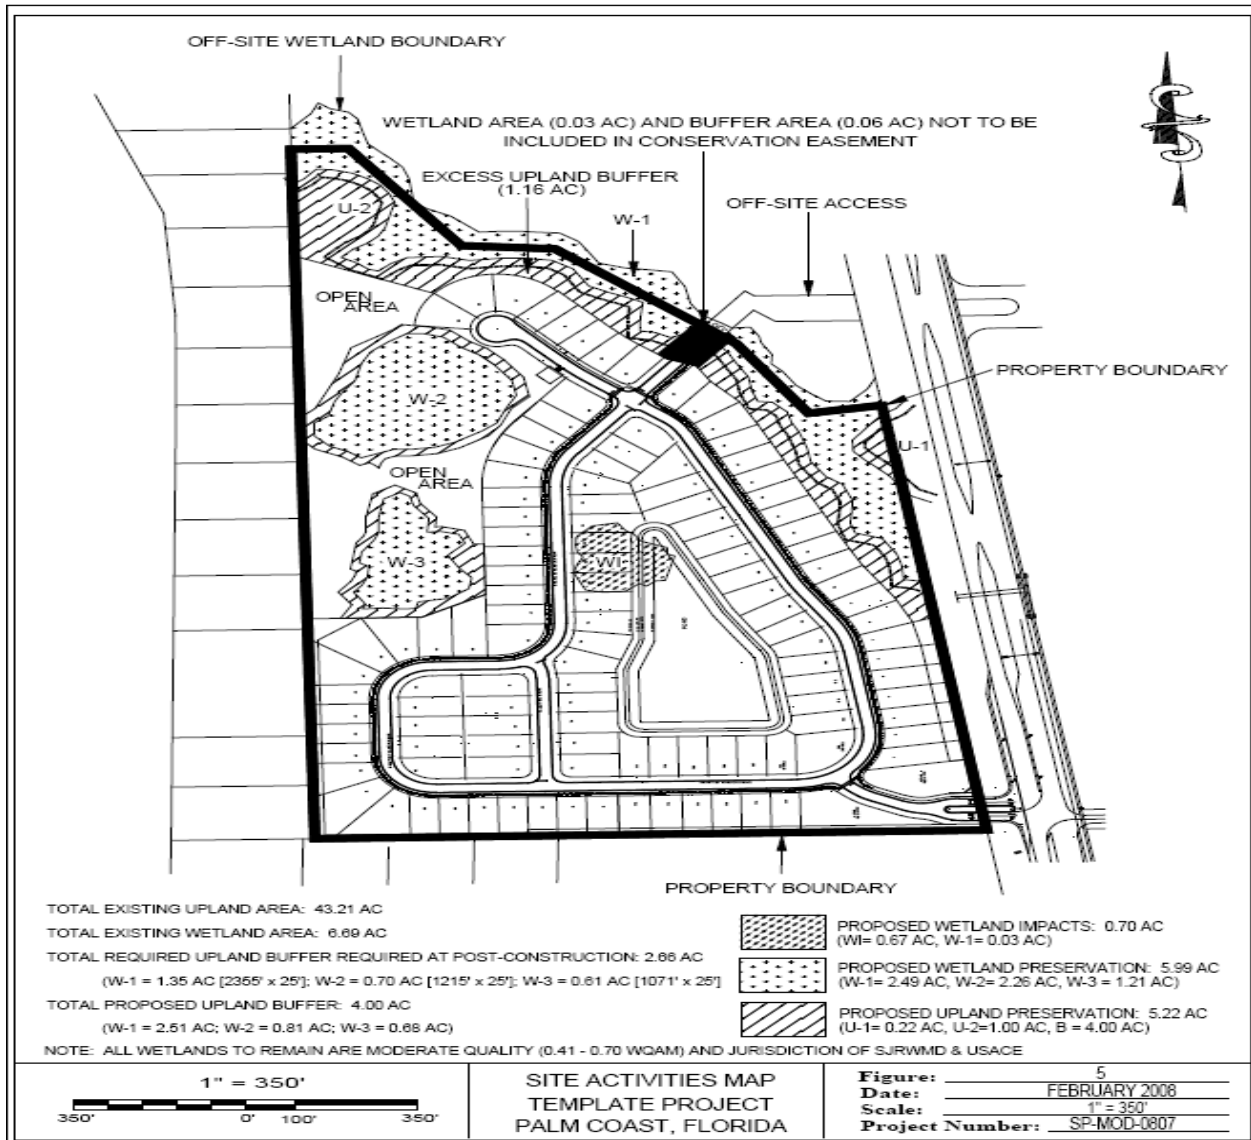 OFF-SITE WETLAND BOUNDARY
WETLAND AREA (0.03 AC) AND BUFFER AREA (0.06 AC) NOT TO BE
INCLUDED IN CONSERVATION EASEMENT
EXCESS UPLAND BUFFER
(1.16 AC)
W-1
OFF-SITE ACCESS
U-2
OPEN
AREA
PROPERTY BOUNDARY
W-2
U-1
OPEN
AREA
W-3
WI
PROPERTY BOUNDARY
TOTAL EXISTING UPLAND AREA: 43.21 AC
TOTAL EXISTING WETLAND AREA: 6.69 AC
TOTAL REQUIRED UPLAND BUFFER REQUIRED AT POST-CONSTRUCTION: 2.66 AC
(W-1 = 1.35 AC [2355' x 25']; W-2 = 0.70 AC [1215' x 25']; W-3 = 0.61 AC [1071' x 25']
TOTAL PROPOSED UPLAND BUFFER: 4.00 AC
(W-1 = 2.51 AC; W-2 = 0.81 AC; W-3 = 0.68 AC)
PROPOSED WETLAND IMPACTS: 0.70 AC
(WI= 0.67 AC, W-1= 0.03 AC)
PROPOSED WETLAND PRESERVATION: 5.99 AC
(W-1= 2.49 AC, W-2= 2.26 AC, W-3 = 1.21 AC)
PROPOSED UPLAND PRESERVATION: 5.22 AC
(U-1= 0.22 AC, U-2=1.00 AC, B = 4.00 AC)
NOTE: ALL WETLANDS TO REMAIN ARE MODERATE QUALITY (0.41 - 0.70 WQAM) AND JURISDICTION OF SJRWMD & USACE
1" = 350'
350' 0' 100' 350'
SITE ACTIVITIES MAP
TEMPLATE PROJECT
PALM COAST, FLORIDA
Figure: 5
Date: FEBRUARY 2008
Scale: 1" = 350'
Project Number: SP-MOD-0807